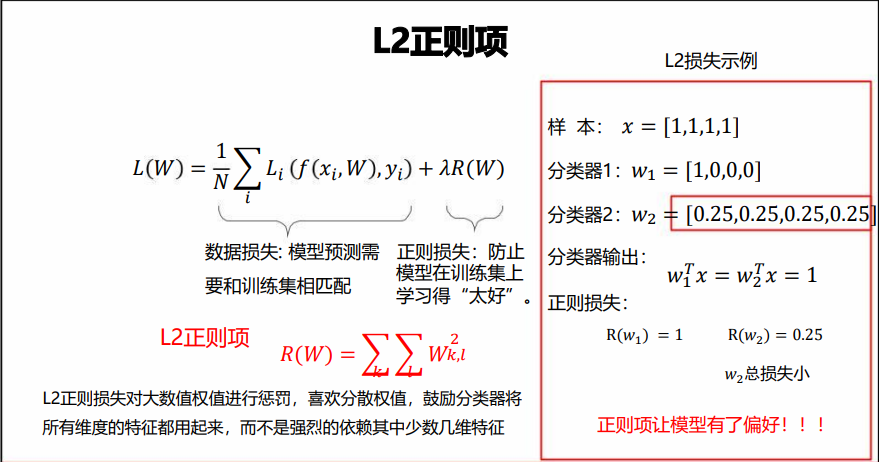 L2正则项
L(W) = 1/N ∑_i L_i (f(x_i, W), y_i) + λR(W)
数据损失: 模型预测需
要和训练集相匹配
正则损失：防止
模型在训练集上
学习得“太好”。
L2正则项
R(W) = ∑_k ∑_l W_{k,l}^2
L2正则损失对大数值权值进行惩罚，喜欢分散权值，鼓励分类器将
所有维度的特征都用起来，而不是强烈的依赖其中少数几维特征
L2损失示例
样 本： x = [1,1,1,1]
分类器1：w_1 = [1,0,0,0]
分类器2：w_2 = [0.25,0.25,0.25,0.25]
分类器输出：
w_1^T x = w_2^T x = 1
正则损失：
R(w_1) = 1 R(w_2) = 0.25
w_2总损失小
正则项让模型有了偏好！！！